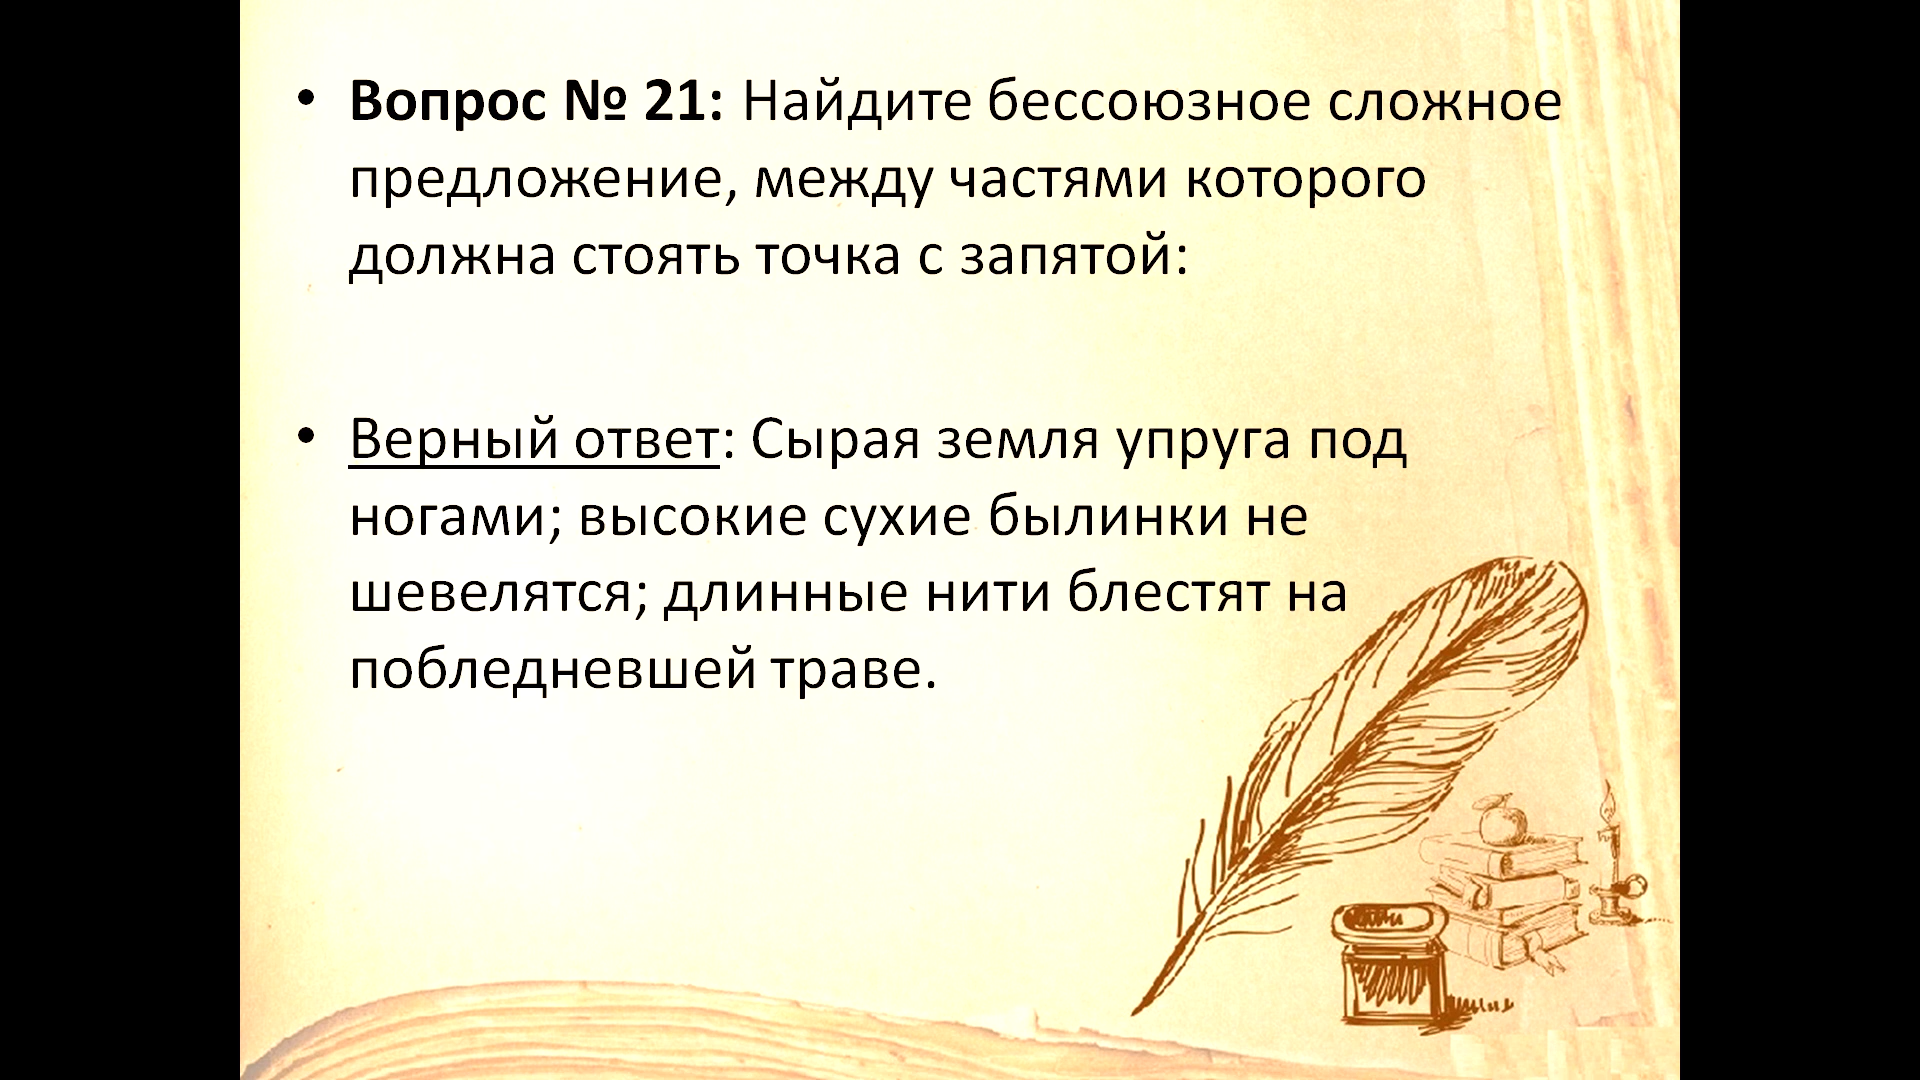 • Вопрос № 21: Найдите бессоюзное сложное
предложение, между частями которого
должна стоять точка с запятой:
• Верный ответ: Сырая земля упруга под
ногами; высокие сухие былинки не
шевелятся; длинные нити блестят на
побледневшей траве.